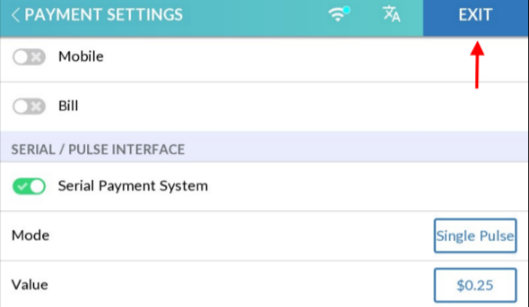 PAYMENT SETTINGS EXIT
Mobile
Bill
SERIAL / PULSE INTERFACE
Serial Payment System
Mode Single Pulse
Value $0.25